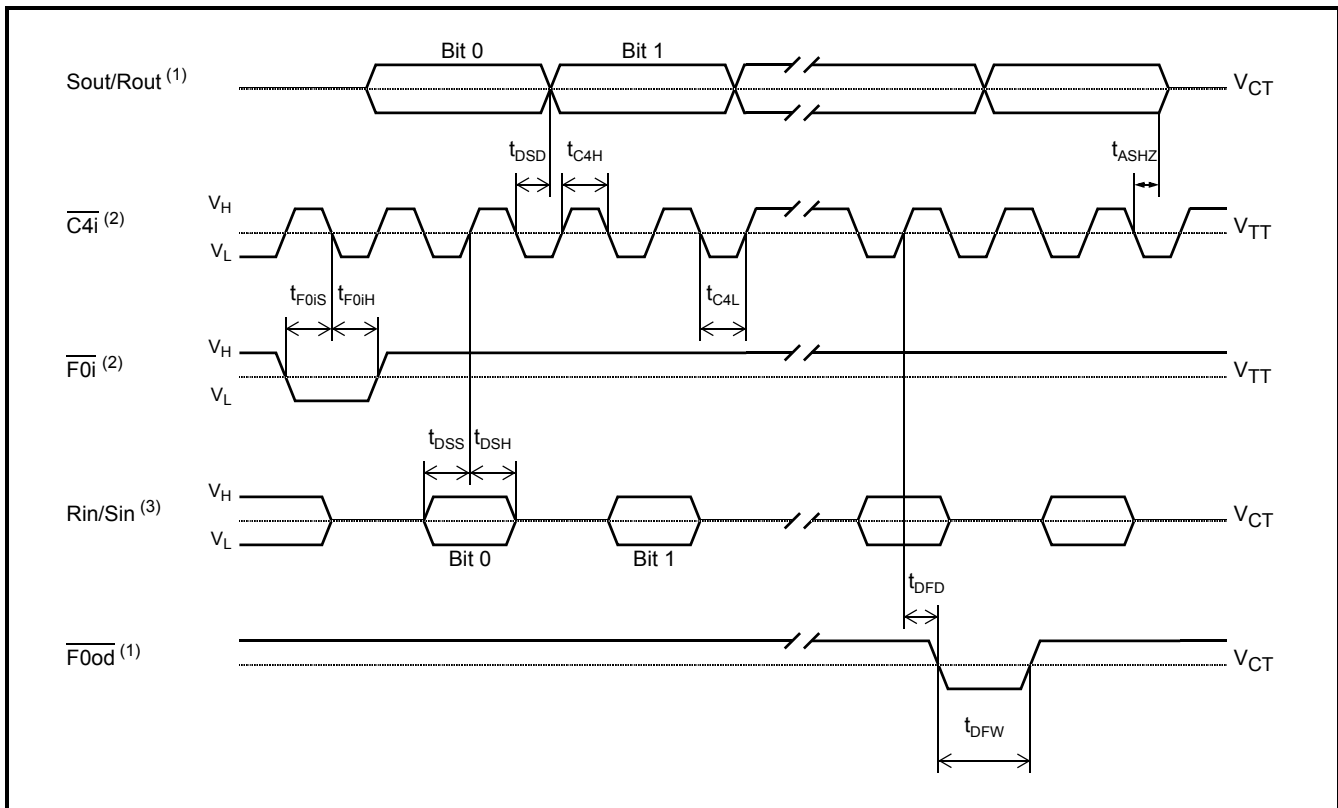 Bit 0 Bit 1
Sout/Rout (1) VCT
tDSD tC4H tASHZ
VH
C4i (2) VTT
VL
tC4L
tF0iS tF0iH
VH
F0i (2) VTT
VL
tDSS tDSH
VH
Rin/Sin (3) VCT
VL
Bit 0 Bit 1
tDFD
F0od (1) VCT
tDFW